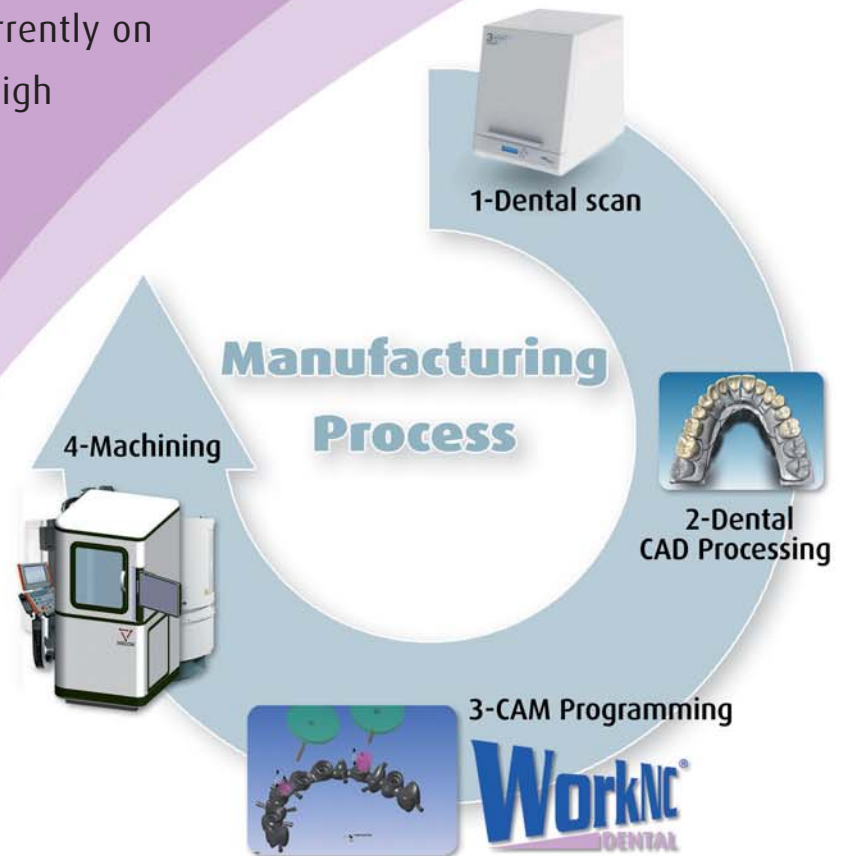 rrently on
igh
1-Dental scan
Manufacturing
Process
4-Machining
2-Dental
CAD Processing
3-CAM Programming
WorkNC®
DENTAL